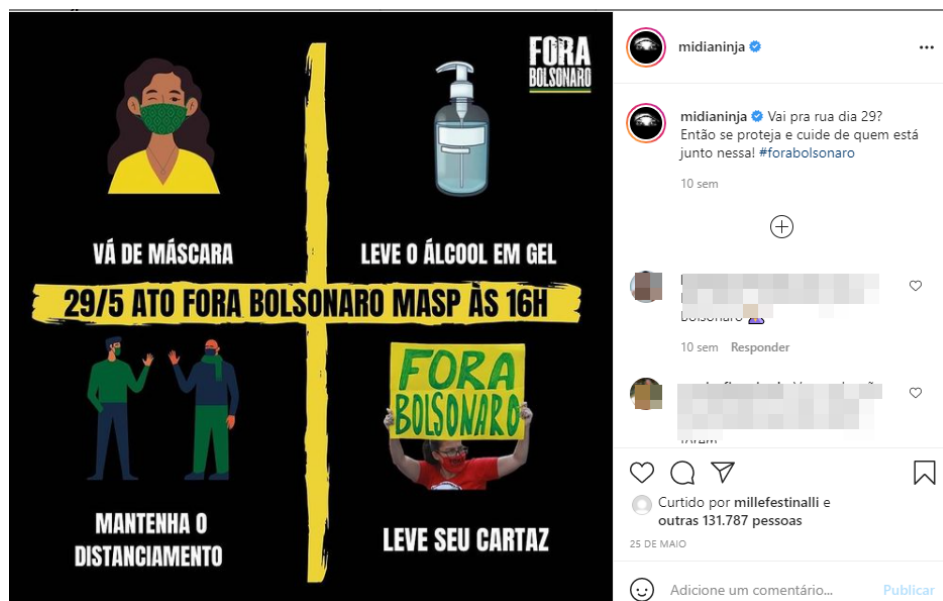 FORA
BOLSONARO
VÁ DE MÁSCARA
LEVE O ÁLCOOL EM GEL
29/5 ATO FORA BOLSONARO MASP ÀS 16H
FORA
BOLSONARO
MANTENHA O
DISTANCIAMENTO
LEVE SEU CARTAZ
midianinja
midianinja Vai pra rua dia 29?
Então se proteja e cuide de quem está
junto nessa! #forabolsonaro
10 sem
10 sem Responder
Curtido por millefestinalli e
outras 131.787 pessoas
25 DE MAIO
Adicione um comentário... Publicar